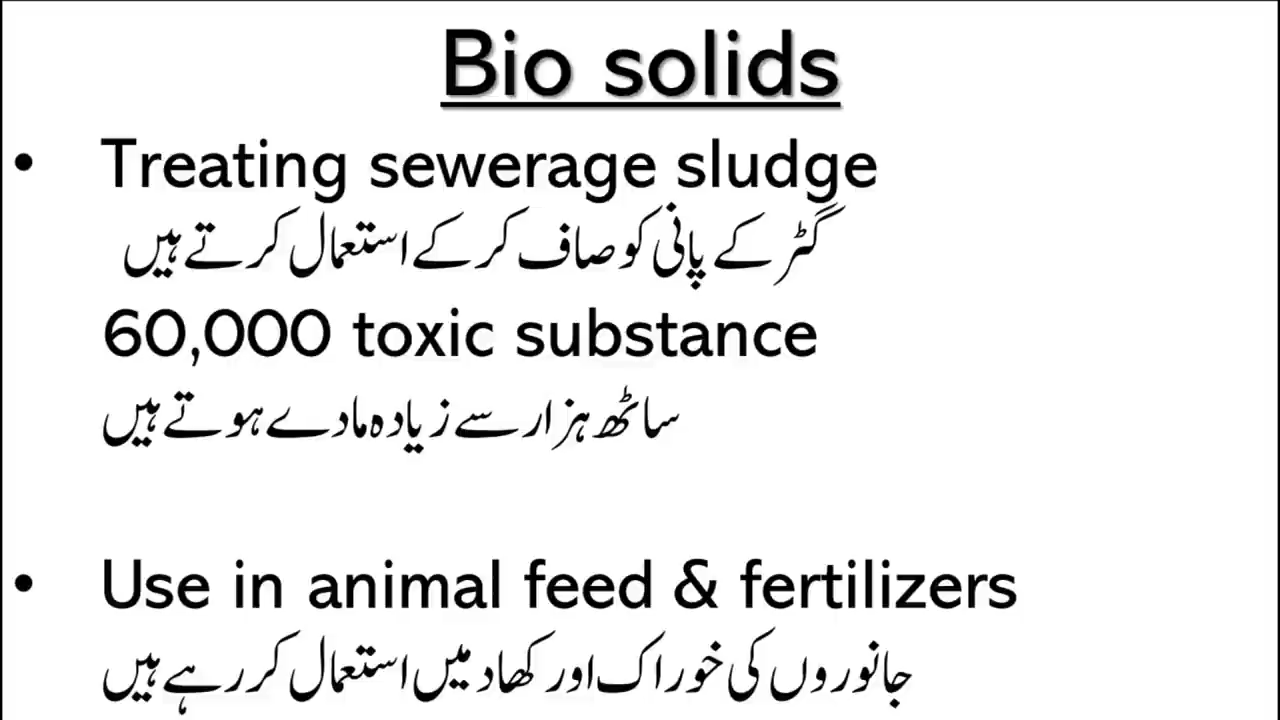 Bio solids
• Treating sewerage sludge
گٹر کے پانی کو صاف کر کے استعمال کرتے ہیں
60,000 toxic substance
ساٹھ ہزار سے زیادہ مادے ہوتے ہیں
• Use in animal feed & fertilizers
جانوروں کی خوراک اور کھاد میں استعمال کر رہے ہیں